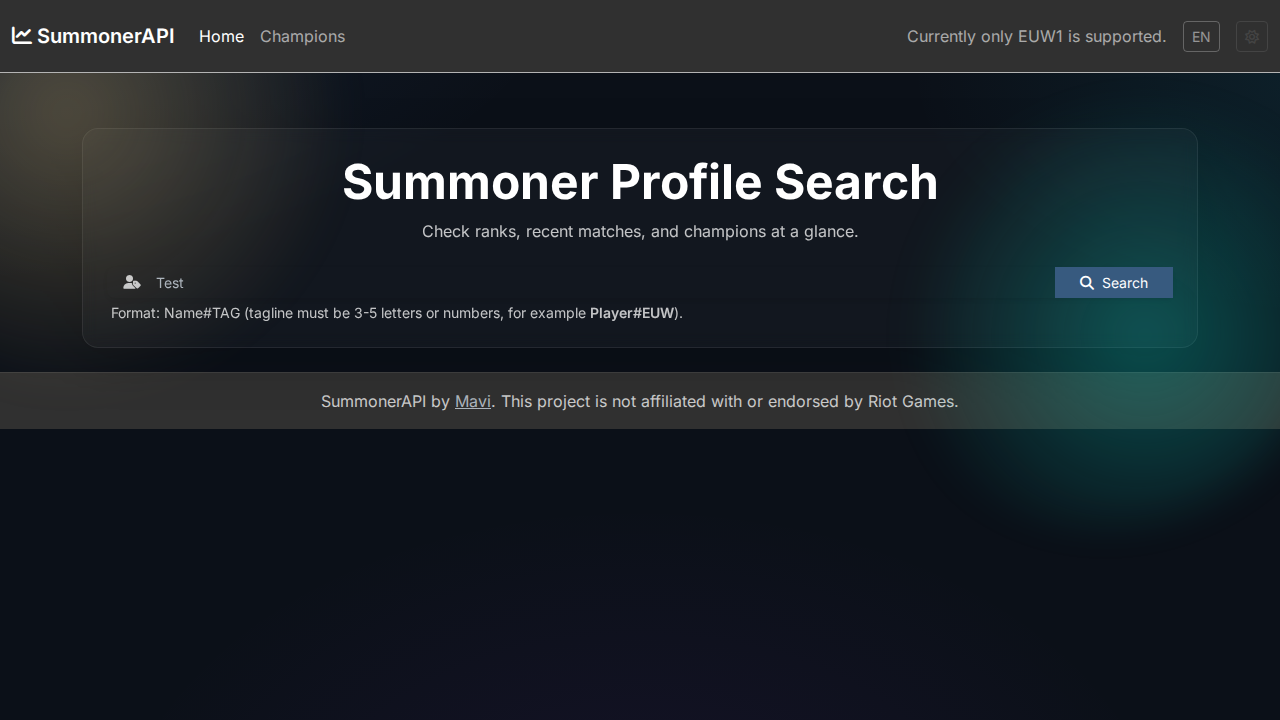 SummonerAPI Home Champions Currently only EUW1 is supported. EN
Summoner Profile Search
Check ranks, recent matches, and champions at a glance.
Test Search
Format: Name#TAG (tagline must be 3-5 letters or numbers, for example Player#EUW).
SummonerAPI by Mavi. This project is not affiliated with or endorsed by Riot Games.